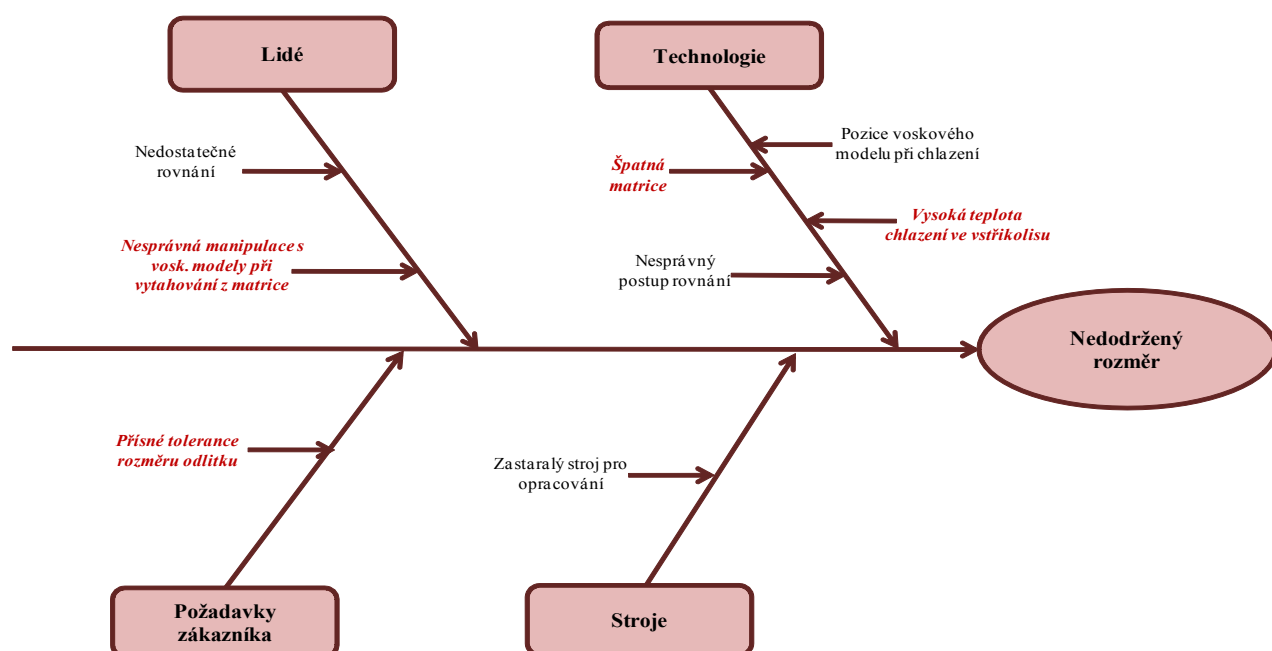 Lidé
Technologie
Nedostatečné
rovnání
Pozice voskového
modelu při chlazení
Špatná
matrice
Vysoká teplota
chlazení ve vstřikolisu
Nesprávná manipulace s
vosk. modely při
vytahování z matrice
Nesprávný
postup rovnání
Nedodržený
rozměr
Přísné tolerance
rozměru odlitku
Zastaralý stroj pro
opracování
Požadavky
zákazníka
Stroje